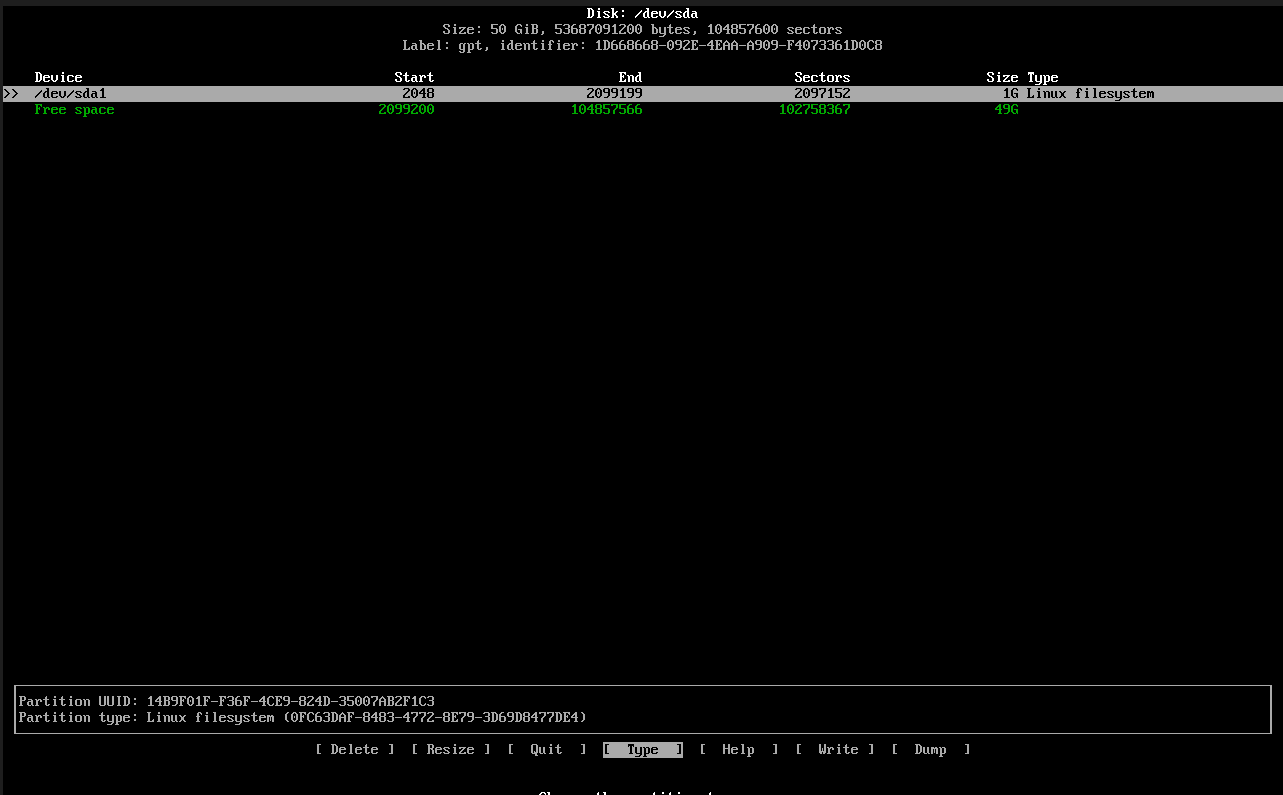 Disk: /dev/sda
Size: 50 GiB, 53687091200 bytes, 104857600 sectors
Label: gpt, identifier: 1D668668-092E-4EAA-A909-F4073361D0C8
Device Start End Sectors Size Type
>> /dev/sda1 2048 2099199 2097152 1G Linux filesystem
Free space 2099200 104857566 102758367 49G
Partition UUID: 14B9F01F-F36F-4CE9-824D-35007AB2F1C3
Partition type: Linux filesystem (0FC63DAF-8483-4772-8E79-3D69D8477DE4)
[ Delete ] [ Resize ] [ Quit ] [ Type ] [ Help ] [ Write ] [ Dump ]